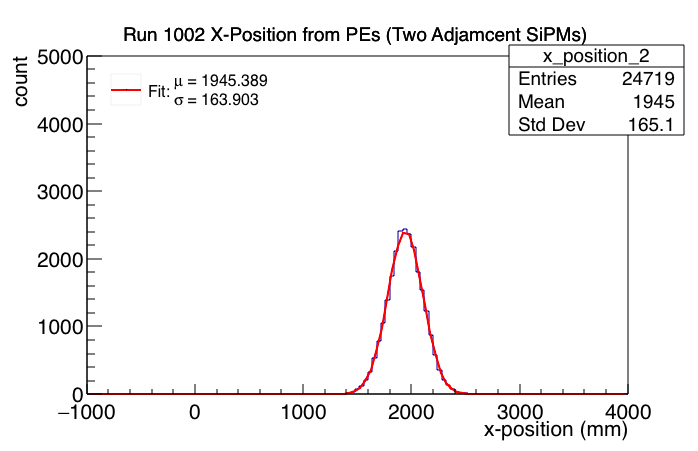 Run 1002 X-Position from PEs (Two Adjamcent SiPMs)
x_position_2
Entries 24719
Mean 1945
Std Dev 165.1
Fit: μ = 1945.389
σ = 163.903
count
5000
4000
3000
2000
1000
0
−1000 0 1000 2000 3000 4000
x-position (mm)